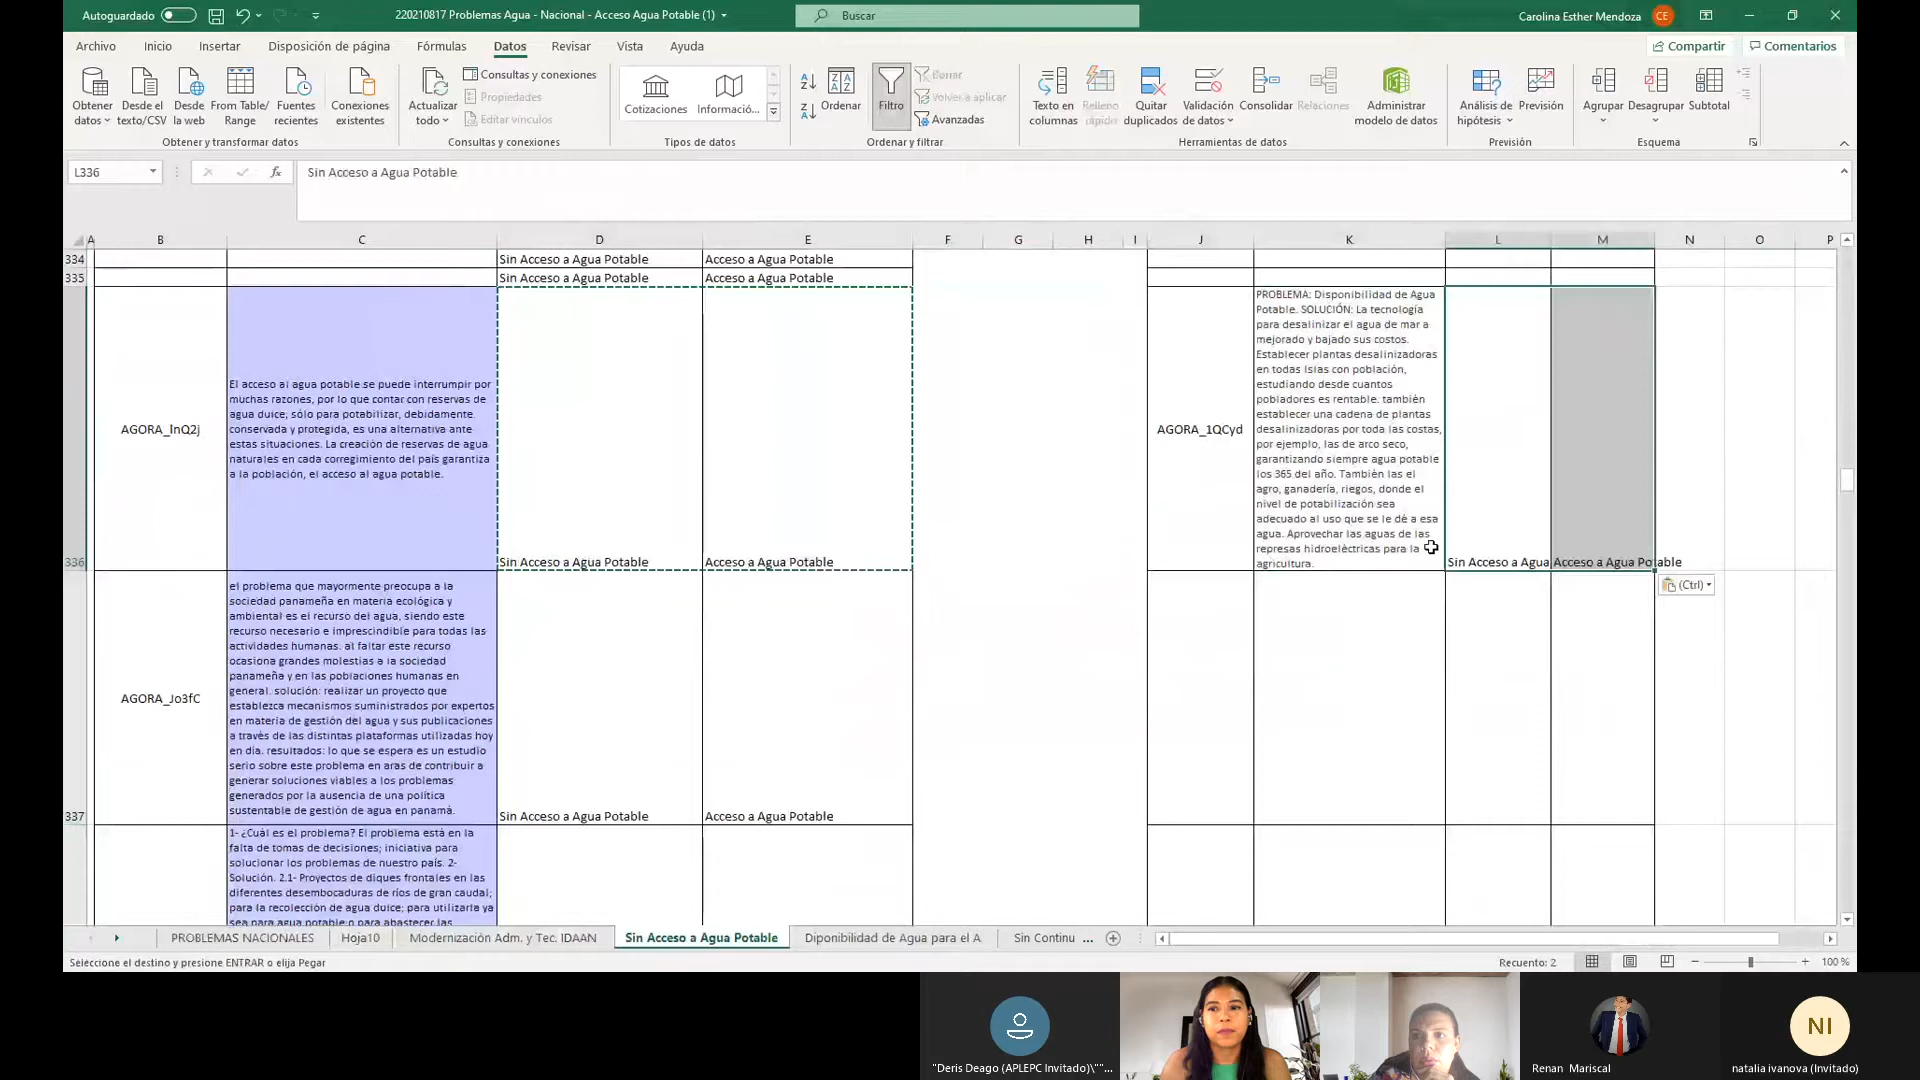 Autoguardado
220210817 Problemas Agua - Nacional - Acceso Agua Potable (1)
Buscar
Carolina Esther Mendoza
CE
Archivo
Inicio
Insertar
Disposición de página
Fórmulas
Datos
Revisar
Vista
Ayuda
Compartir
Comentarios
Obtener datos
Desde el texto/CSV
Desde la web
From Table/ Range
Fuentes recientes
Conexiones existentes
Actualizar todo
Consultas y conexiones
Propiedades
Editar vínculos
Cotizaciones
Informació...
Ordenar
Filtro
Borrar
Volver a aplicar
Avanzadas
Texto en columnas
Relleno rápido
Quitar duplicados
Validación de datos
Consolidar
Relaciones
Administrar modelo de datos
Análisis de hipótesis
Previsión
Agrupar
Desagrupar
Subtotal
Obtener y transformar datos
Consultas y conexiones
Tipos de datos
Ordenar y filtrar
Herramientas de datos
Previsión
Esquema
L336
fx
Sin Acceso a Agua Potable
A B C D E F G H I J K L M N O P
334
Sin Acceso a Agua Potable
Acceso a Agua Potable
335
Sin Acceso a Agua Potable
Acceso a Agua Potable
AGORA_lnQ2j
El acceso al agua potable se puede interrumpir por
muchas razones, por lo que contar con reservas de
agua dulce; sólo para potabilizar, debidamente
conservada y protegida, es una alternativa ante
estas situaciones. La creación de reservas de agua
naturales en cada corregimiento del país garantiza
a la población, el acceso al agua potable.
336
Sin Acceso a Agua Potable
Acceso a Agua Potable
AGORA_1QCyd
PROBLEMA: Disponibilidad de Agua
Potable. SOLUCIÓN: La tecnología
para desalinizar el agua de mar a
mejorado y bajado sus costos.
Establecer plantas desalinizadoras
en todas islas con población,
estudiando desde cuantos
pobladores es rentable. también
establecer una cadena de plantas
desalinizadoras por toda las costas,
por ejemplo, las de arco seco,
garantizando siempre agua potable
los 365 del año. También las el
agro, ganadería, riegos, donde el
nivel de potabilización sea
adecuado al uso que se le dé a esa
agua. Aprovechar las aguas de las
represas hidroeléctricas para la
agricultura.
Sin Acceso a Agua
Acceso a Agua Potable
(Ctrl)
AGORA_Jo3fC
el problema que mayormente preocupa a la
sociedad panameña en materia ecológica y
ambiental es el recurso del agua, siendo este
recurso necesario e imprescindible para todas las
actividades humanas. al faltar este recurso
ocasiona grandes molestias a la sociedad
panameña y en las poblaciones humanas en
general. solución: realizar un proyecto que
establezca mecanismos suministrados por expertos
en materia de gestión del agua y sus publicaciones
a través de las distintas plataformas utilizadas hoy
en día. resultados: lo que se espera es un estudio
serio sobre este problema en aras de contribuir a
generar soluciones viables a los problemas
generados por la ausencia de una política
sustentable de gestión de agua en panamá.
337
Sin Acceso a Agua Potable
Acceso a Agua Potable
1- ¿Cuál es el problema? El problema está en la
falta de tomas de decisiones; iniciativa para
solucionar los problemas de nuestro país. 2-
Solución. 2.1- Proyectos de diques frontales en las
diferentes desembocaduras de ríos de gran caudal;
para la recolección de agua dulce; para utilizarla ya
sea para agua potable o para abastecer las
PROBLEMAS NACIONALES
Hoja10
Modernización Adm. y Tec. IDAAN
Sin Acceso a Agua Potable
Diponibilidad de Agua para el A
Sin Continu ...
Seleccione el destino y presione ENTRAR o elija Pegar
Recuento: 2
100 %
"Deris Deago (APLEPC Invitado)\""...
Renan Mariscal
NI
natalia ivanova (Invitado)